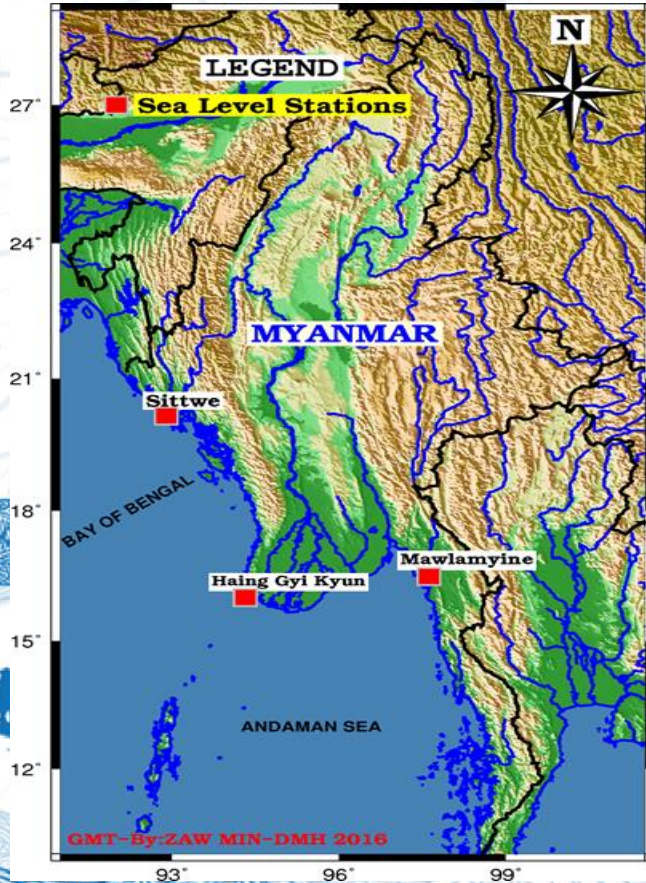 N
LEGEND
Sea Level Stations
27°
24°
MYANMAR
21°
Sittwe
18°
BAY OF BENGAL
Mawlamyine
Haing Gyi Kyun
15°
ANDAMAN SEA
12°
GMT-By:ZAW MIN-DMH 2016
93° 96° 99°